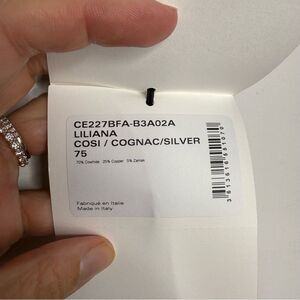 CE227BFA-B3A02A
LILIANA
COSI / COGNAC/SILVER
75
70% Cowhide 25% Copper 5% Zamak
Fabriqué en Italie
Made in Italy